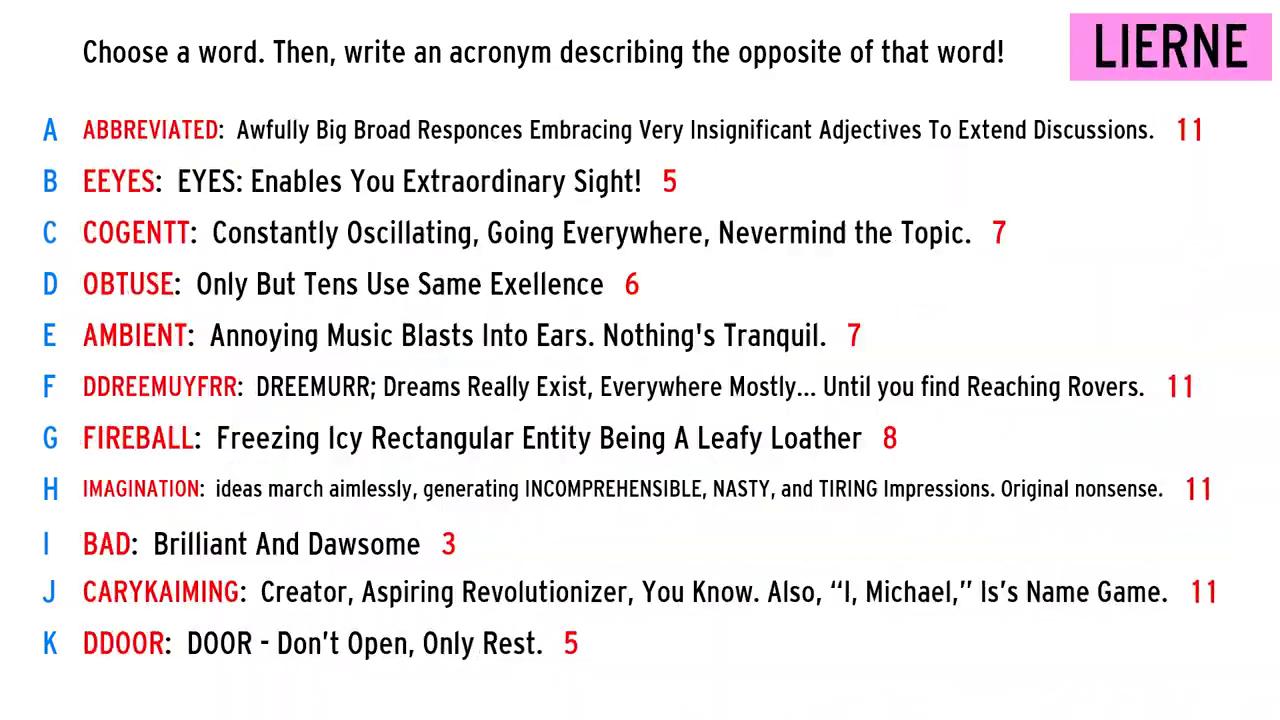 Choose a word. Then, write an acronym describing the opposite of that word!
LIERNE
A ABBREVIATED: Awfully Big Broad Responces Embracing Very Insignificant Adjectives To Extend Discussions. 11
B EEYES: EYES: Enables You Extraordinary Sight! 5
C COGENTT: Constantly Oscillating, Going Everywhere, Nevermind the Topic. 7
D OBTUSE: Only But Tens Use Same Exellence 6
E AMBIENT: Annoying Music Blasts Into Ears. Nothing's Tranquil. 7
F DDREEMUYFRR: DREEMURR; Dreams Really Exist, Everywhere Mostly... Until you find Reaching Rovers. 11
G FIREBALL: Freezing Icy Rectangular Entity Being A Leafy Loather 8
H IMAGINATION: ideas march aimlessly, generating INCOMPREHENSIBLE, NASTY, and TIRING Impressions. Original nonsense. 11
I BAD: Brilliant And Dawsome 3
J CARYKAIMING: Creator, Aspiring Revolutionizer, You Know. Also, “I, Michael,” Is’s Name Game. 11
K DDOOR: DOOR - Don’t Open, Only Rest. 5